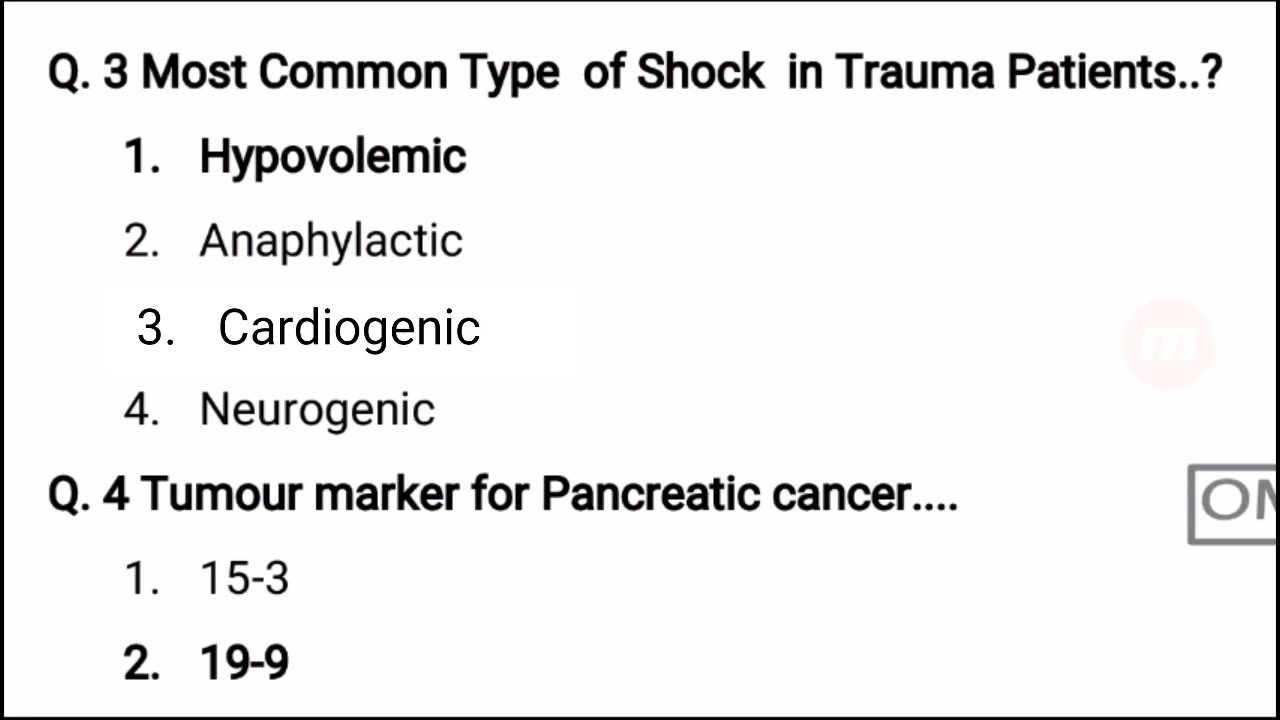 Q. 3 Most Common Type of Shock in Trauma Patients..?
1. Hypovolemic
2. Anaphylactic
3. Cardiogenic
4. Neurogenic
Q. 4 Tumour marker for Pancreatic cancer....
1. 15-3
2. 19-9